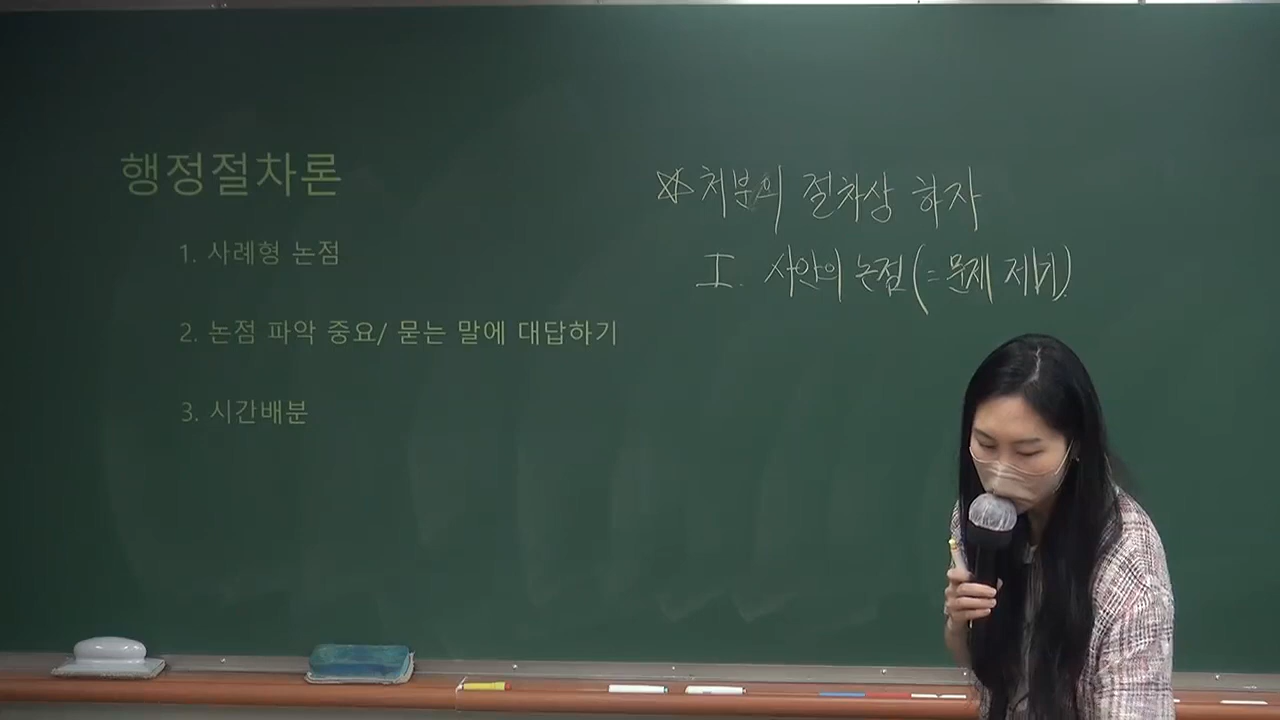 행정절차론
1. 사례형 논점
2. 논점 파악 중요/ 묻는 말에 대답하기
3. 시간배분
※ 처분의 절차상 하자
I. 사안의 논점 (= 문제 제기)